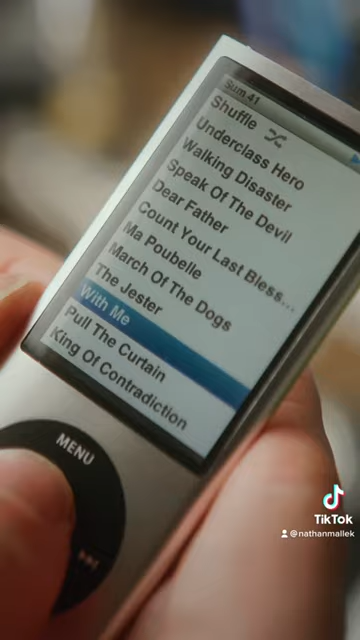 Sum 41
Shuffle
Underclass Hero
Walking Disaster
Speak Of The Devil
Dear Father
Count Your Last Bless...
Ma Poubelle
March Of The Dogs
The Jester
With Me
Pull The Curtain
King Of Contradiction
MENU
TikTok
@nathanmallek